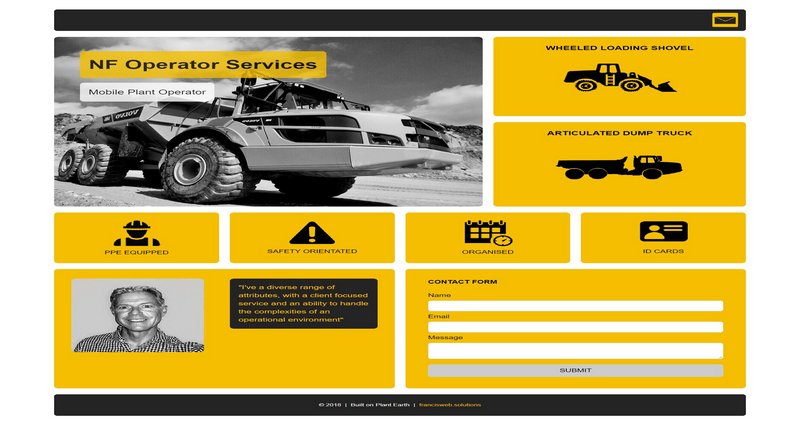 NF Operator Services
Mobile Plant Operator
WHEELED LOADING SHOVEL
ARTICULATED DUMP TRUCK
PPE EQUIPPED
SAFETY ORIENTATED
ORGANISED
ID CARDS
"I've a diverse range of
attributes, with a client focused
service and an ability to handle
the complexities of an
operational environment"
CONTACT FORM
Name
Email
Message
SUBMIT
© 2018 | Built on Plant Earth | francisweb.solutions